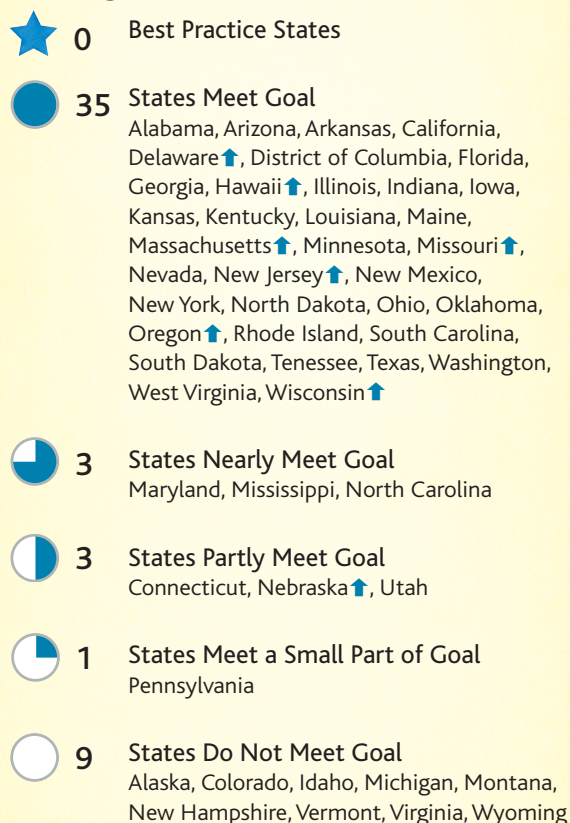 0 Best Practice States
35 States Meet Goal
Alabama, Arizona, Arkansas, California,
Delaware⬆, District of Columbia, Florida,
Georgia, Hawaii⬆, Illinois, Indiana, Iowa,
Kansas, Kentucky, Louisiana, Maine,
Massachusetts⬆, Minnesota, Missouri⬆,
Nevada, New Jersey⬆, New Mexico,
New York, North Dakota, Ohio, Oklahoma,
Oregon⬆, Rhode Island, South Carolina,
South Dakota, Tenessee, Texas, Washington,
West Virginia, Wisconsin⬆
3 States Nearly Meet Goal
Maryland, Mississippi, North Carolina
3 States Partly Meet Goal
Connecticut, Nebraska⬆, Utah
1 States Meet a Small Part of Goal
Pennsylvania
9 States Do Not Meet Goal
Alaska, Colorado, Idaho, Michigan, Montana,
New Hampshire, Vermont, Virginia, Wyoming